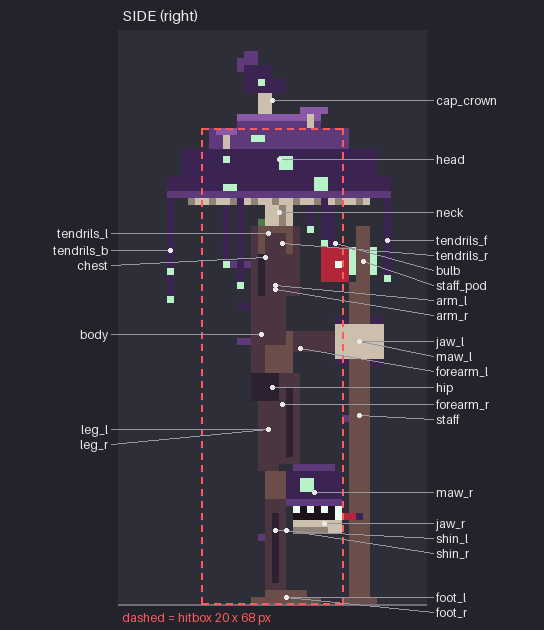 SIDE (right)
cap_crown
head
neck
tendrils_l
tendrils_b
chest
tendrils_f
tendrils_r
bulb
staff_pod
arm_l
arm_r
body
jaw_l
maw_l
forearm_l
hip
forearm_r
staff
leg_l
leg_r
maw_r
jaw_r
shin_l
shin_r
foot_l
foot_r
dashed = hitbox 20 x 68 px